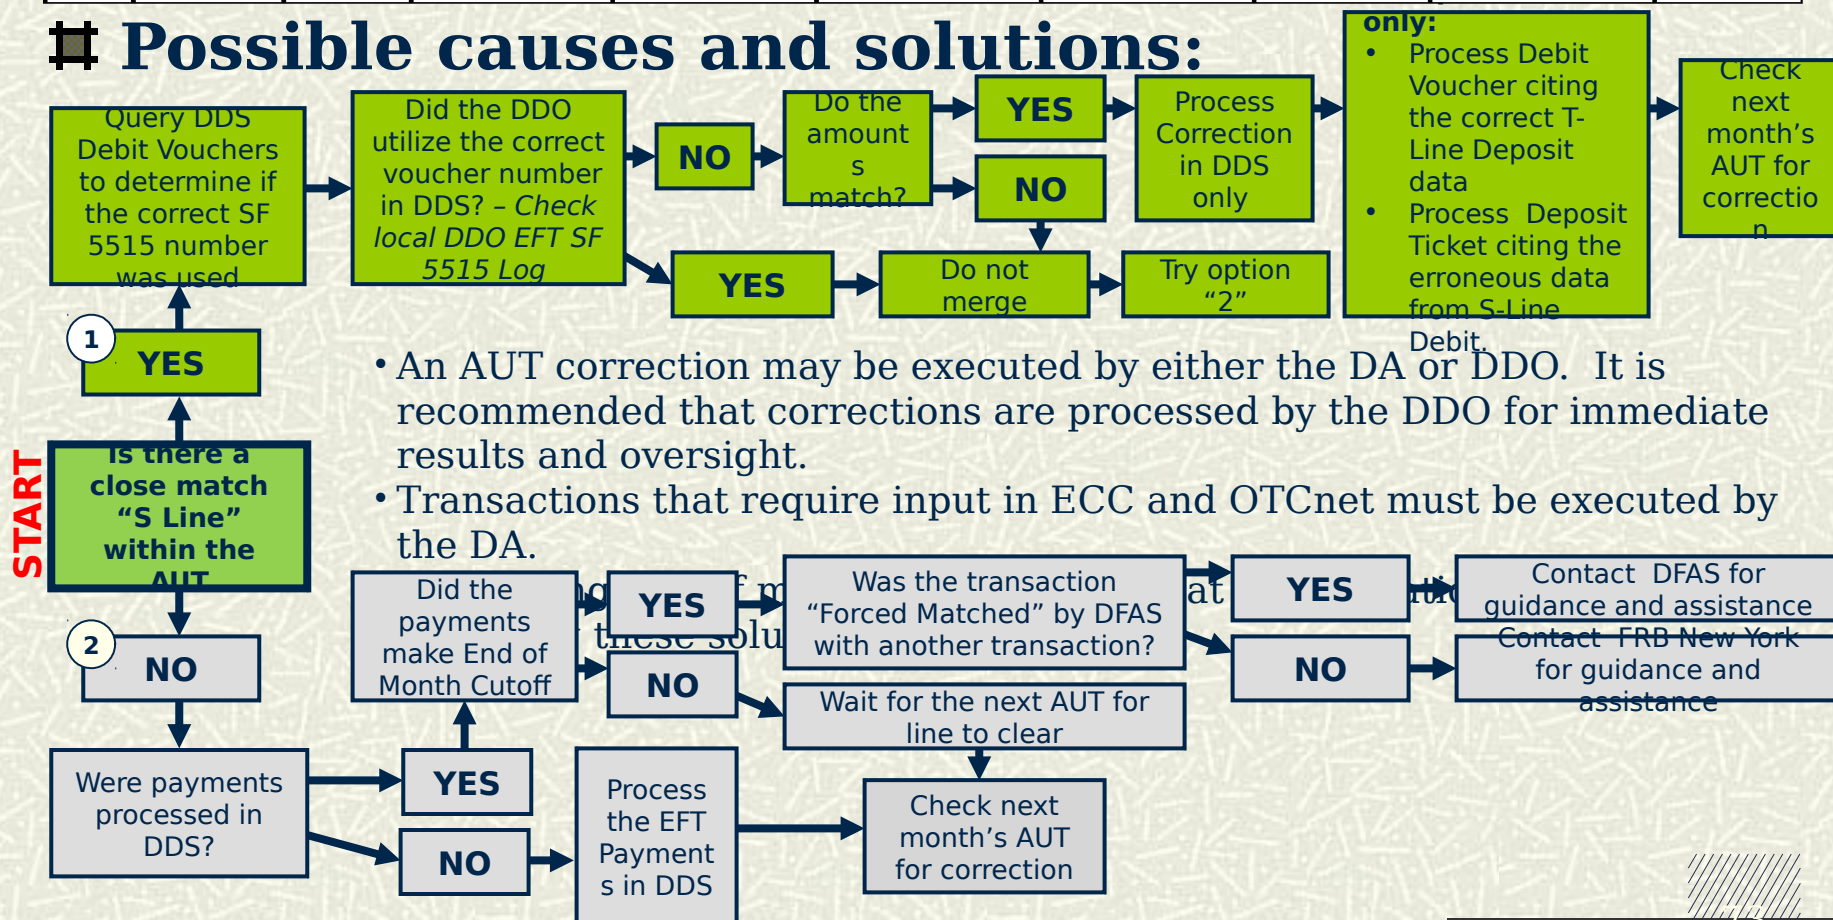 Possible causes and solutions:
only:
• Process Debit
Voucher citing
the correct T-
Line Deposit
data
• Process  Deposit
Ticket citing the
erroneous data
from S-Line
Debit.
Check
next
month’s
AUT for
correctio
n
Query DDS
Debit Vouchers
to determine if
the correct SF
5515 number
was used
Did the DDO
utilize the correct
voucher number
in DDS? – Check
local DDO EFT SF
5515 Log
NO
Do the
amount
s
match?
YES
NO
Process
Correction
in DDS
only
YES
Do not
merge
Try option
“2”
1
YES
START
Is there a
close match
“S Line”
within the
AUT
• An AUT correction may be executed by either the DA or DDO.  It is
recommended that corrections are processed by the DDO for immediate
results and oversight.
• Transactions that require input in ECC and OTCnet must be executed by
the DA.
these
2
NO
Did the
payments
make End of
Month Cutoff
YES
NO
Was the transaction
“Forced Matched” by DFAS
with another transaction?
YES
NO
Contact  DFAS for
guidance and assistance
Contact  FRB New York
for guidance and
assistance
Wait for the next AUT for
line to clear
Were payments
processed in
DDS?
YES
NO
Process
the EFT
Payment
s in DDS
Check next
month’s AUT
for correction